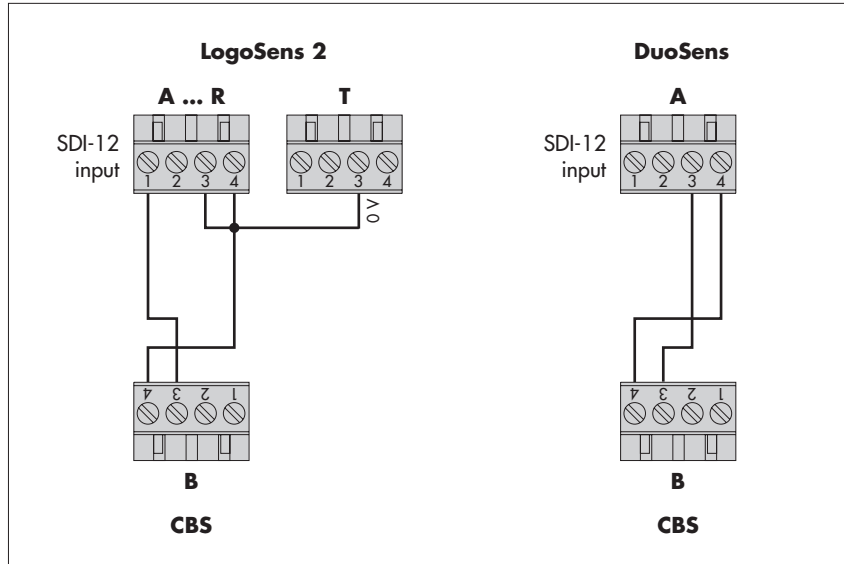 LogoSens 2
DuoSens
A ... R
T
A
SDI-12
input
1 2 3 4
1 2 3 4
0 V
SDI-12
input
1 2 3 4
4 3 2 1
B
CBS
4 3 2 1
B
CBS